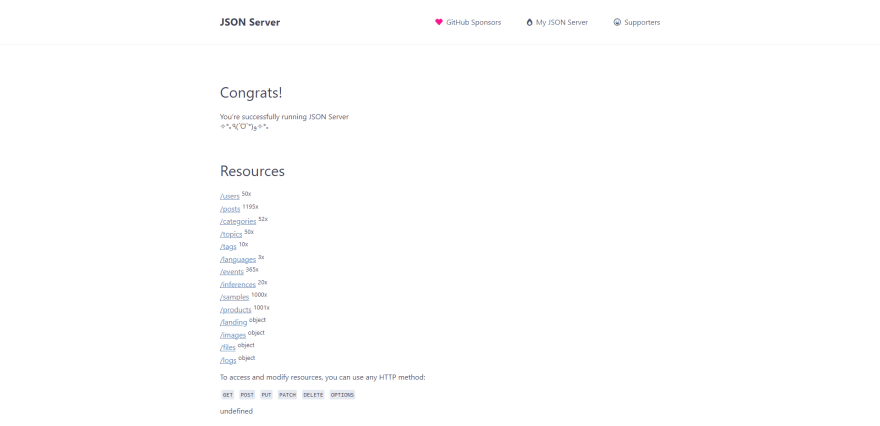 JSON Server
GitHub Sponsors
My JSON Server
Supporters
Congrats!
You're successfully running JSON Server
✧*｡٩(ˊᗜˋ*)و✧*｡
Resources
/users 50x
/posts 1195x
/categories 52x
/topics 30x
/tags 10x
/languages 3x
/events 365x
/inferences 20x
/samples 1000x
/products 1001x
/landing object
/images object
/files object
/logs object
To access and modify resources, you can use any HTTP method:
GET POST PUT PATCH DELETE OPTIONS
undefined